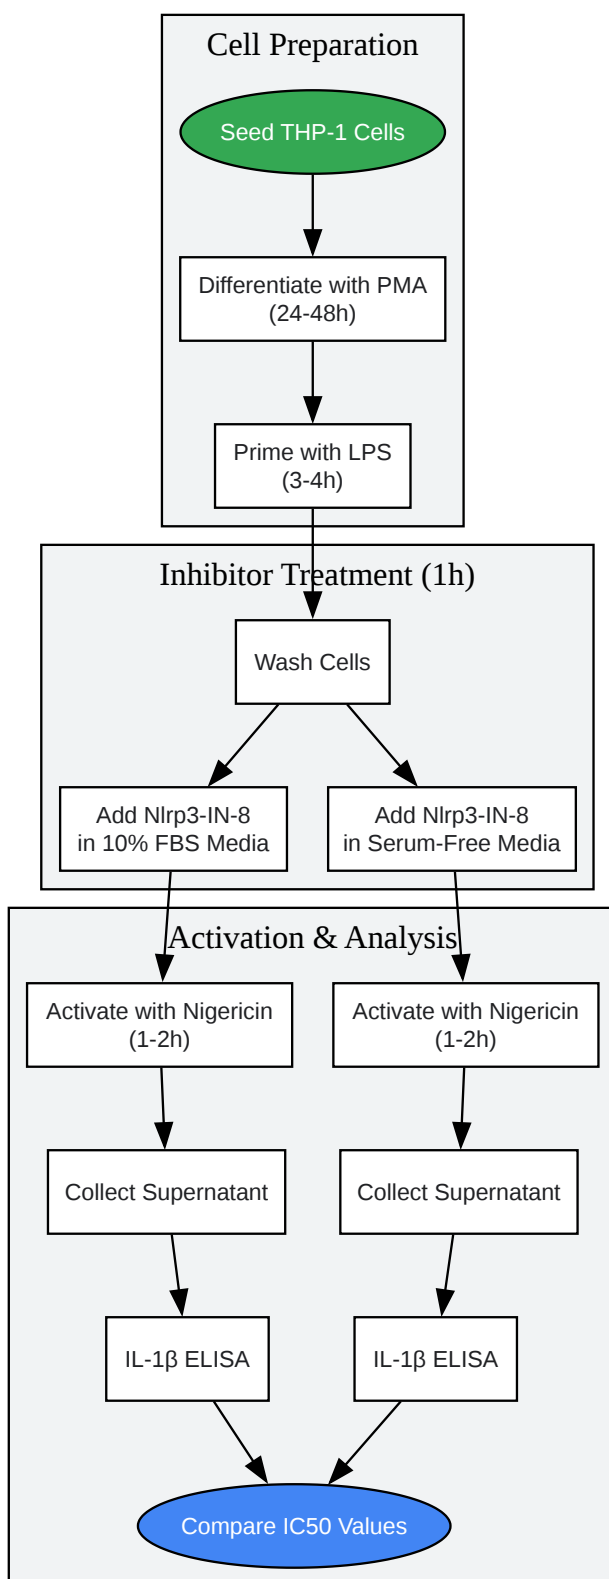 Cell Preparation
Seed THP-1 Cells
Differentiate with PMA
(24-48h)
Prime with LPS
(3-4h)
Inhibitor Treatment (1h)
Wash Cells
Add Nlrp3-IN-8
in 10% FBS Media
Add Nlrp3-IN-8
in Serum-Free Media
Activation & Analysis
Activate with Nigericin
(1-2h)
Activate with Nigericin
(1-2h)
Collect Supernatant
Collect Supernatant
IL-1β ELISA
IL-1β ELISA
Compare IC50 Values